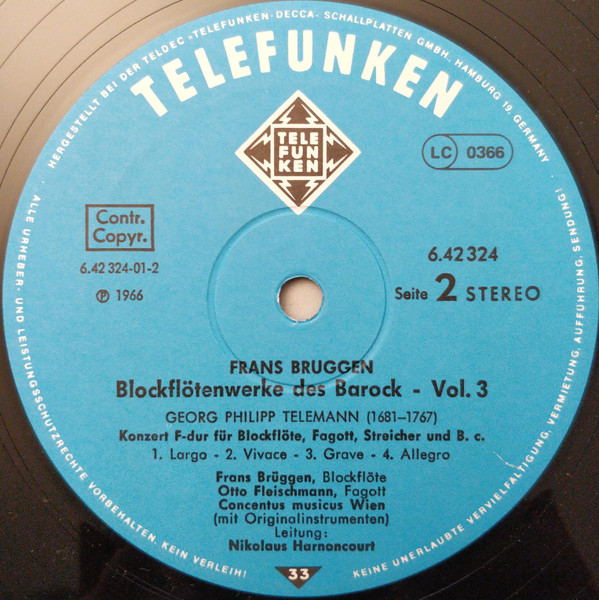 HERGESTELLT BEI DER TELDEC »TELEFUNKEN-DECCA« SCHALLPLATTEN GMBH, HAMBURG 19, GERMANY
TELEFUNKEN
TELE
FUN
KEN
LC 0366
Contr.
Copyr.
6.42324-01-2
℗ 1966
6.42324
Seite 2 STEREO
FRANS BRUGGEN
Blockflötenwerke des Barock - Vol. 3
GEORG PHILIPP TELEMANN (1681–1767)
Konzert F-dur für Blockflöte, Fagott, Streicher und B. c.
1. Largo - 2. Vivace - 3. Grave - 4. Allegro
Frans Brüggen, Blockflöte
Otto Fleischmann, Fagott
Concentus musicus Wien
(mit Originalinstrumenten)
Leitung:
Nikolaus Harnoncourt
33
ALLE URHEBER- UND LEISTUNGSSCHUTZRECHTE VORBEHALTEN. KEIN VERLEIH!
KEINE UNERLAUBTE VERVIELFÄLTIGUNG, VERMIETUNG, AUFFÜHRUNG, SENDUNG!